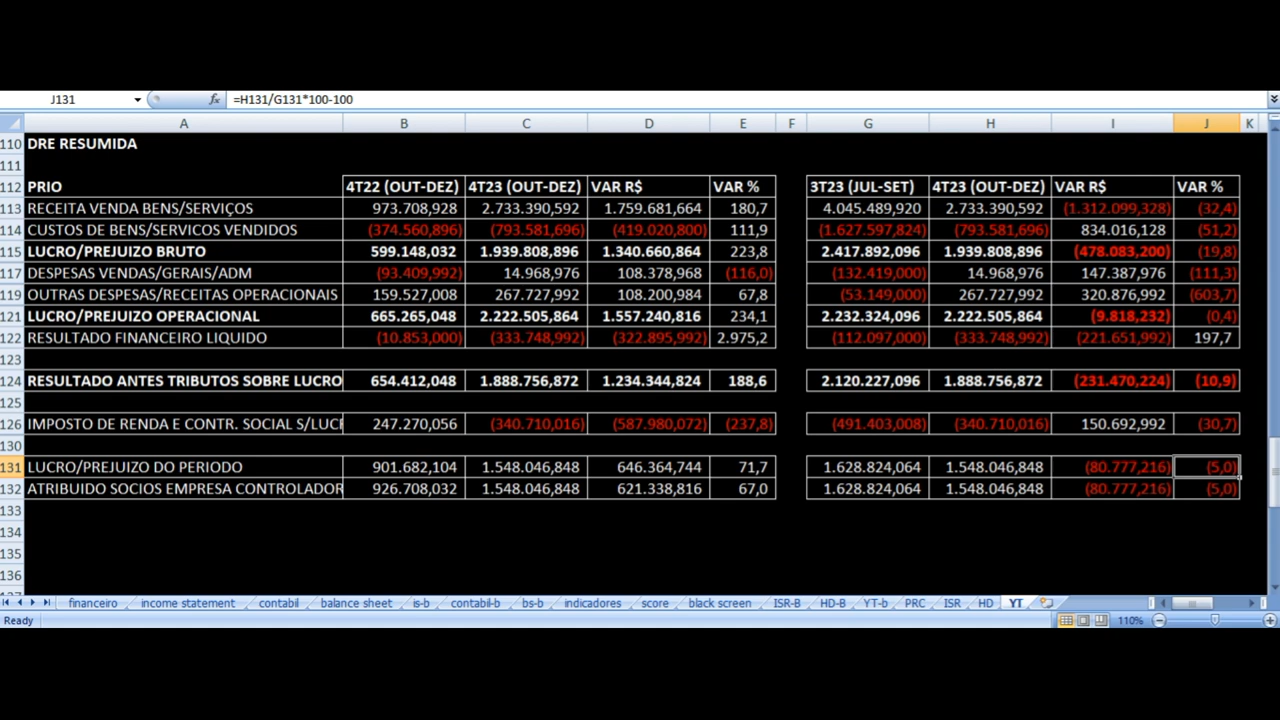 J131 fx =H131/G131*100-100
A B C D E F G H I J K
110 DRE RESUMIDA
111
112 PRIO 4T22 (OUT-DEZ) 4T23 (OUT-DEZ) VAR R$ VAR % 3T23 (JUL-SET) 4T23 (OUT-DEZ) VAR R$ VAR %
113 RECEITA VENDA BENS/SERVIÇOS 973.708,928 2.733.390,592 1.759.681,664 180,7 4.045.489,920 2.733.390,592 (1.312.099,328) (32,4)
114 CUSTOS DE BENS/SERVICOS VENDIDOS (374.560,896) (793.581,696) (419.020,800) 111,9 (1.627.597,824) (793.581,696) 834.016,128 (51,2)
115 LUCRO/PREJUIZO BRUTO 599.148,032 1.939.808,896 1.340.660,864 223,8 2.417.892,096 1.939.808,896 (478.083,200) (19,8)
117 DESPESAS VENDAS/GERAIS/ADM (93.409,992) 14.968,976 108.378,968 (116,0) (132.419,000) 14.968,976 147.387,976 (111,3)
119 OUTRAS DESPESAS/RECEITAS OPERACIONAIS 159.527,008 267.727,992 108.200,984 67,8 (53.149,000) 267.727,992 320.876,992 (603,7)
121 LUCRO/PREJUIZO OPERACIONAL 665.265,048 2.222.505,864 1.557.240,816 234,1 2.232.324,096 2.222.505,864 (9.818,232) (0,4)
122 RESULTADO FINANCEIRO LIQUIDO (10.853,000) (333.748,992) (322.895,992) 2.975,2 (112.097,000) (333.748,992) (221.651,992) 197,7
123
124 RESULTADO ANTES TRIBUTOS SOBRE LUCRO 654.412,048 1.888.756,872 1.234.344,824 188,6 2.120.227,096 1.888.756,872 (231.470,224) (10,9)
125
126 IMPOSTO DE RENDA E CONTR. SOCIAL S/LUCR 247.270,056 (340.710,016) (587.980,072) (237,8) (491.403,008) (340.710,016) 150.692,992 (30,7)
130
131 LUCRO/PREJUIZO DO PERIODO 901.682,104 1.548.046,848 646.364,744 71,7 1.628.824,064 1.548.046,848 (80.777,216) (5,0)
132 ATRIBUIDO SOCIOS EMPRESA CONTROLADOR 926.708,032 1.548.046,848 621.338,816 67,0 1.628.824,064 1.548.046,848 (80.777,216) (5,0)
133
134
135
136
financeiro income statement contabil balance sheet is-b contabil-b bs-b indicadores score black screen ISR-B HD-B YT-b PRC ISR HD YT
Ready 110%